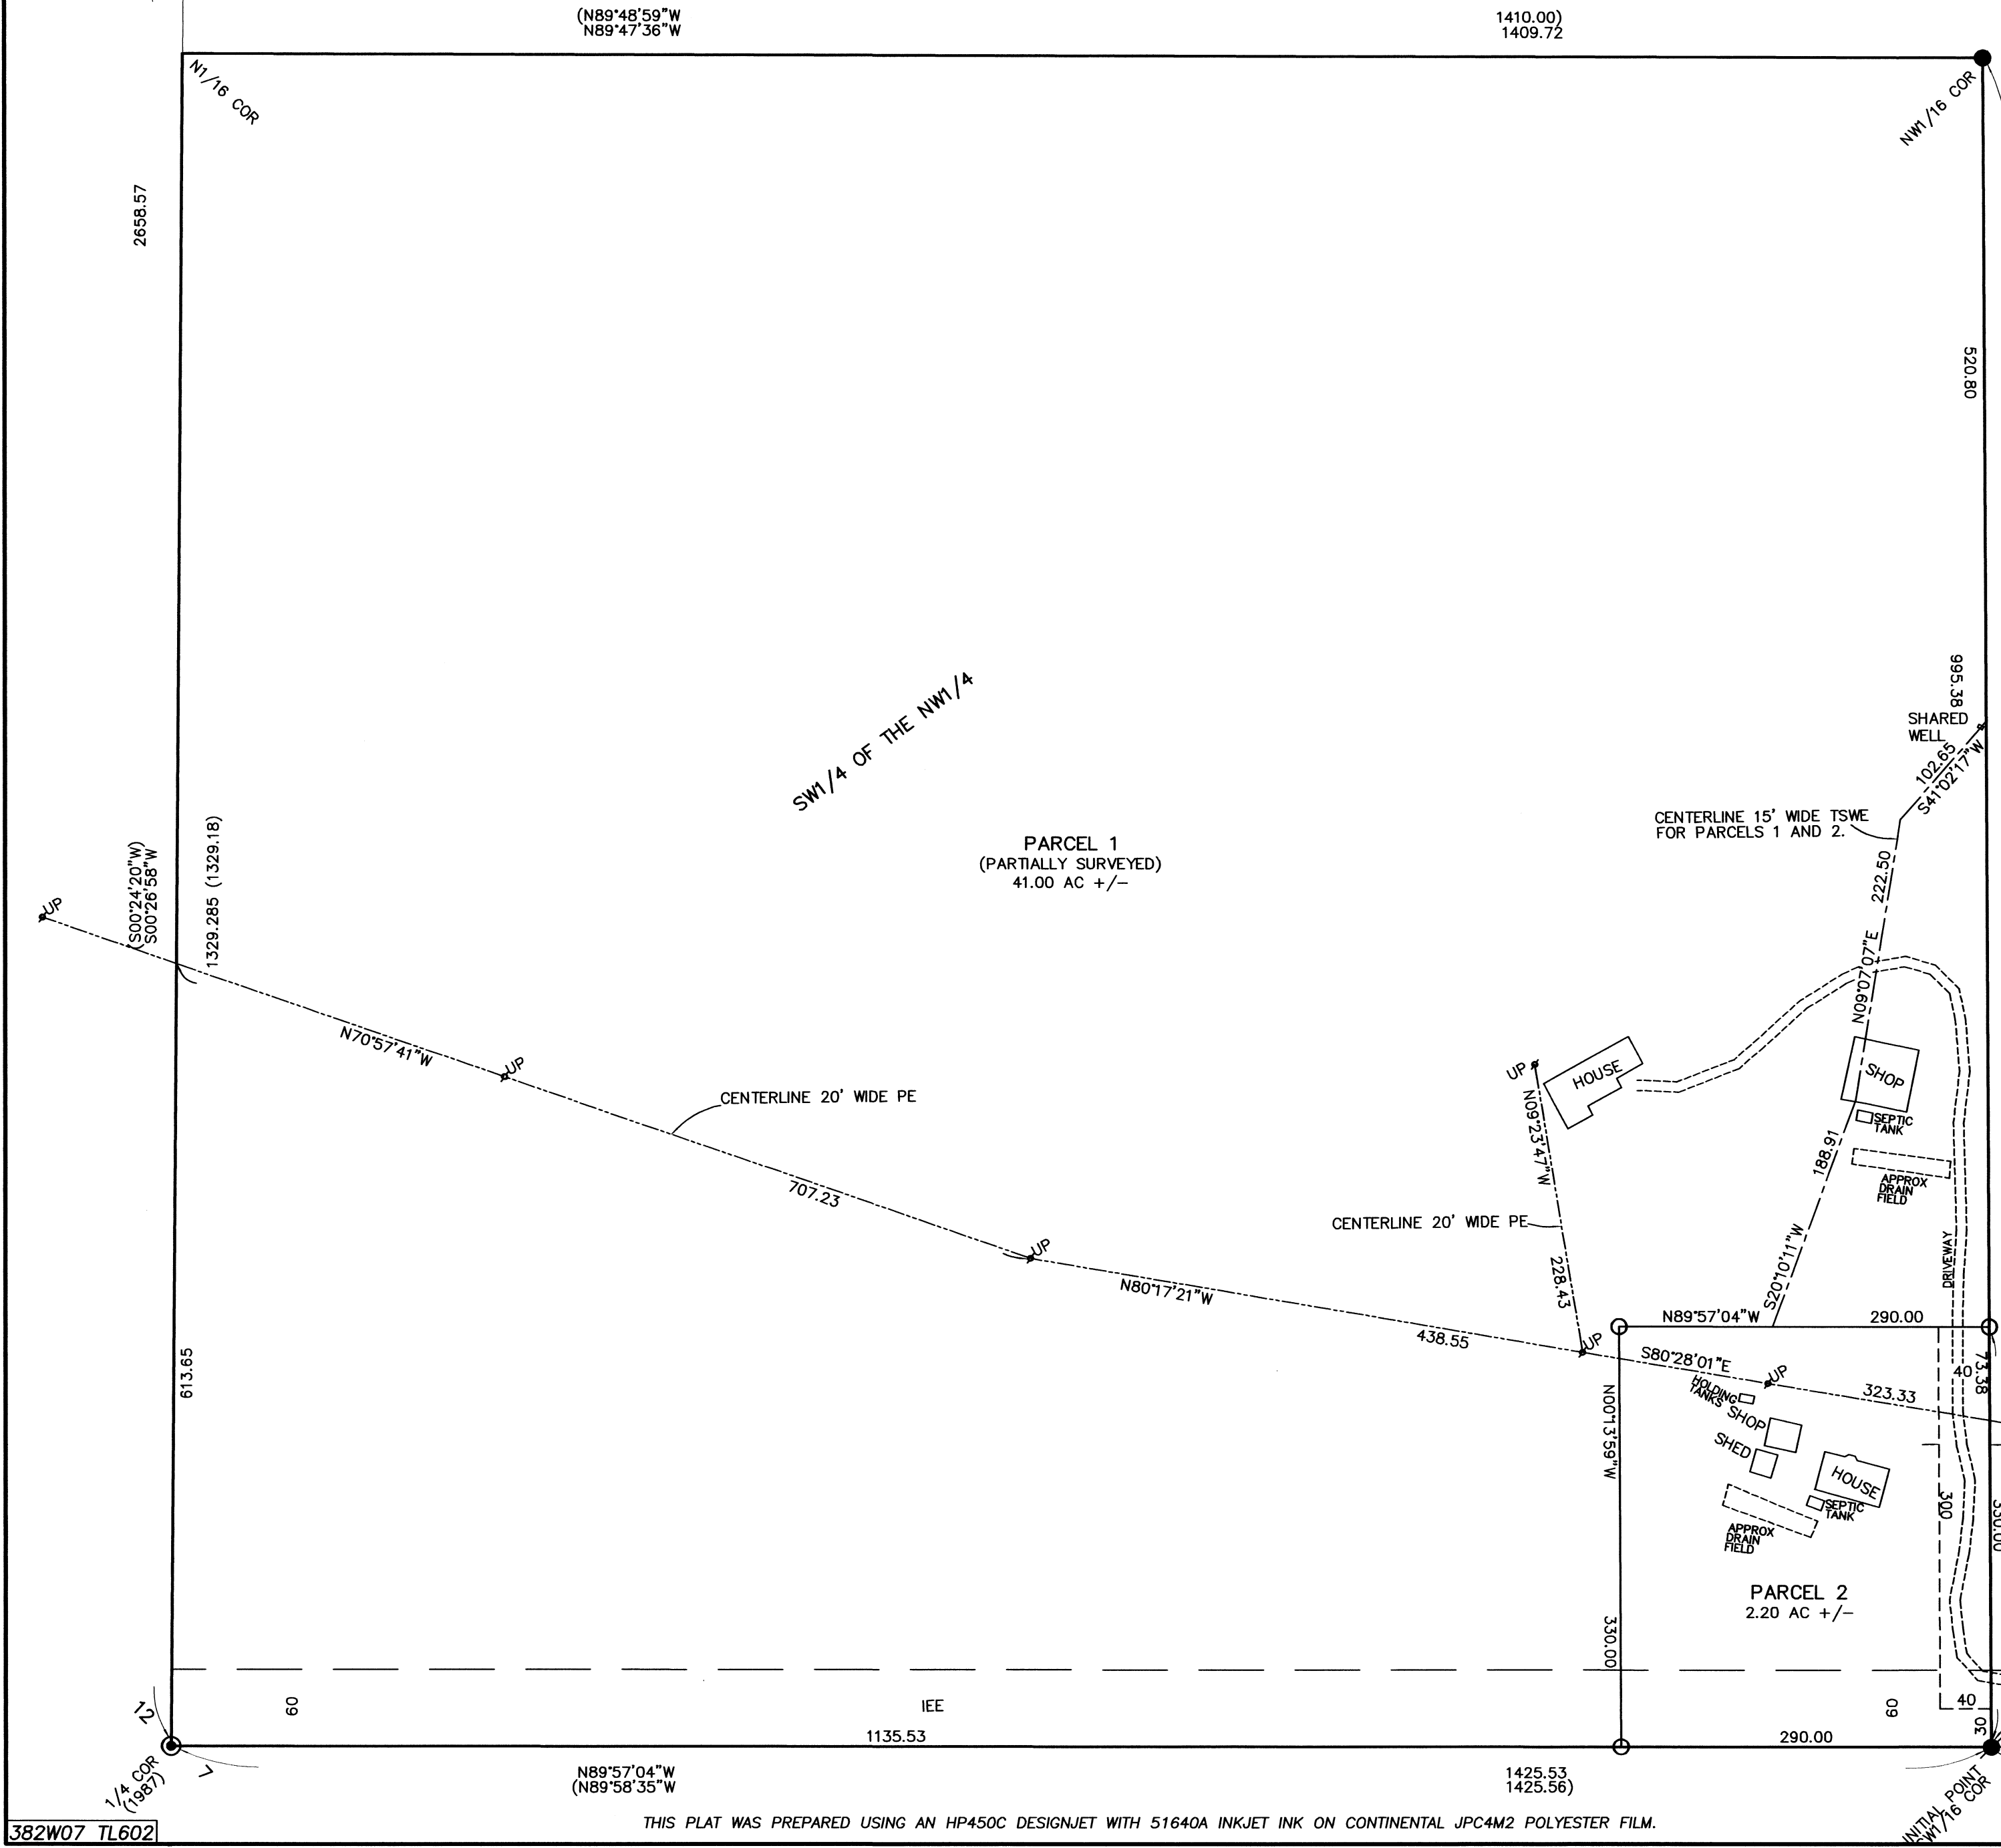 (N89°48'59"W 1410.00)
N89°47'36"W 1409.72
N1/16 COR
NW1/16 COR
2658.57
520.80
995.38
SHARED
WELL
102.65
S41°02'17"W
SW1/4 OF THE NW1/4
CENTERLINE 15' WIDE TSWE
FOR PARCELS 1 AND 2.
PARCEL 1
(PARTIALLY SURVEYED)
41.00 AC +/-
222.50
N09°07'07"E
(S00°24'20"W)
S00°26'58"W
1329.285 (1329.18)
UP
N70°57'41"W
UP
CENTERLINE 20' WIDE PE
707.23
UP
UP
HOUSE
SHOP
SEPTIC
TANK
188.91
APPROX
DRAIN
FIELD
N09°23'47"W
CENTERLINE 20' WIDE PE
228.43
S20°10'11"W
DRIVEWAY
N80°17'21"W
438.55
UP
N89°57'04"W 290.00
613.65
S80°28'01"E
UP
323.33
40
73.38
HOLDING
TANKS
SHOP
SHED
HOUSE
N00°13'59"W
SEPTIC
TANK
APPROX
DRAIN
FIELD
300
330.00
PARCEL 2
2.20 AC +/-
330.00
60
IEE
60
40
30
12
7
1135.53
290.00
1/4 COR
(1987)
N89°57'04"W 1425.53
(N89°58'35"W 1425.56)
INITIAL POINT
SW1/16 COR
382W07 TL602
THIS PLAT WAS PREPARED USING AN HP450C DESIGNJET WITH 51640A INKJET INK ON CONTINENTAL JPC4M2 POLYESTER FILM.